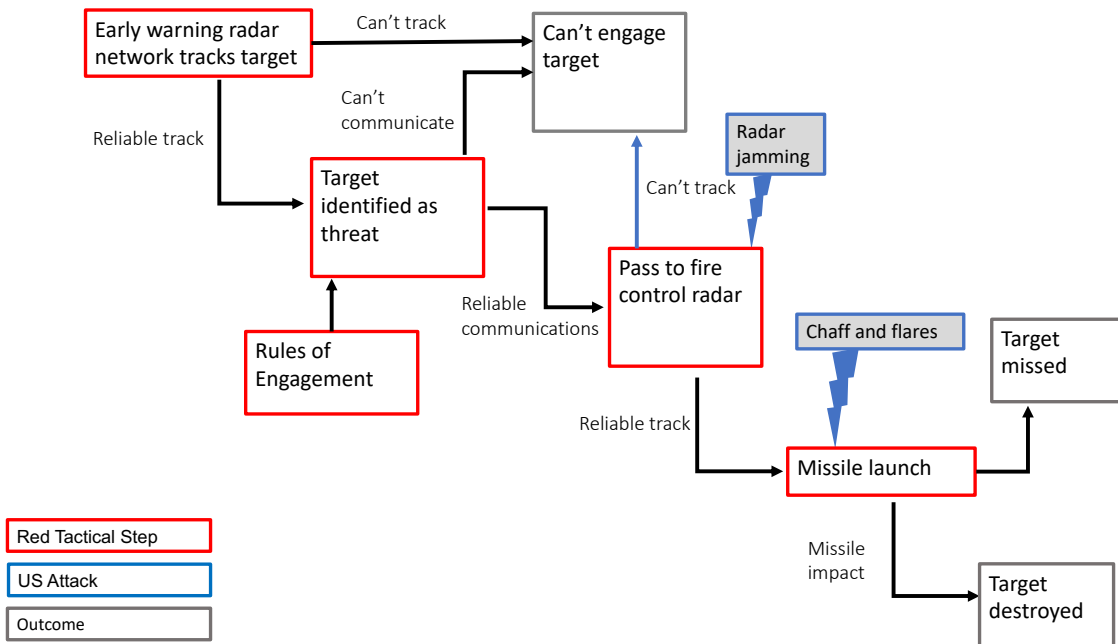 Early warning radar
network tracks target
Can't track
Can't engage
target
Can't
communicate
Reliable track
Radar
jamming
Target
identified as
threat
Can't track
Pass to fire
control radar
Reliable
communications
Rules of
Engagement
Chaff and flares
Target
missed
Reliable track
Missile launch
Red Tactical Step
US Attack
Outcome
Missile
impact
Target
destroyed